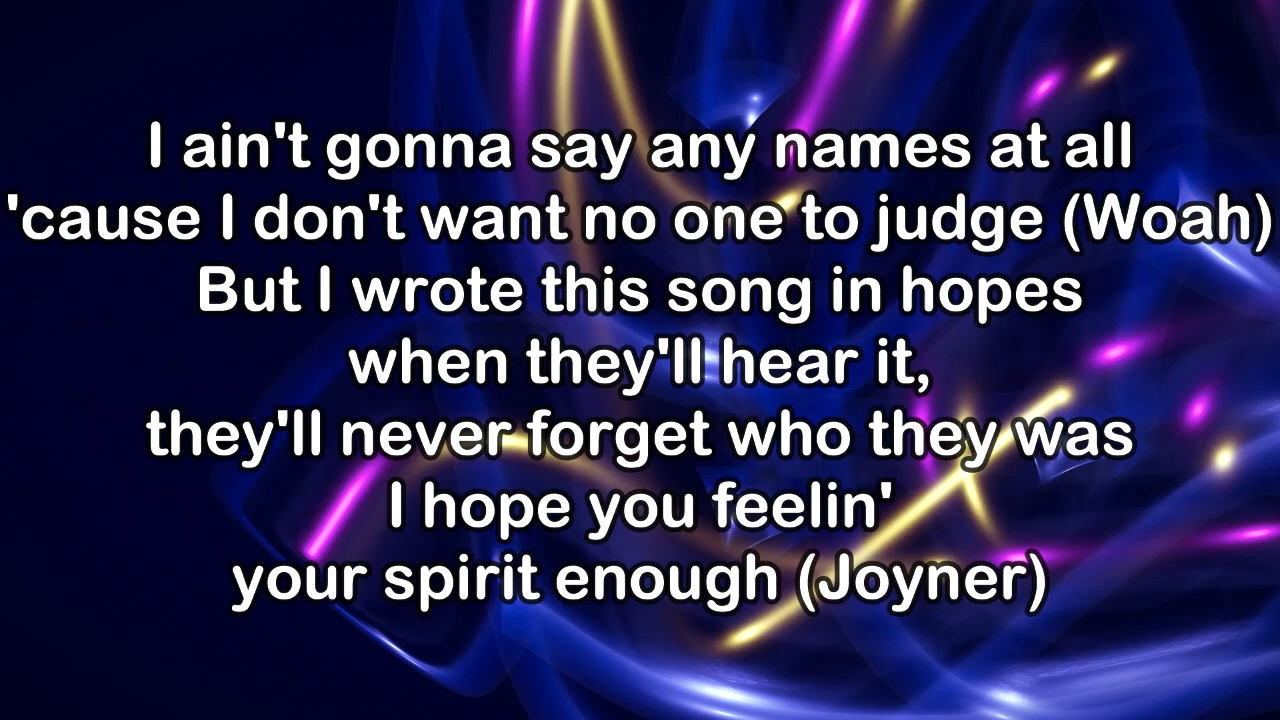 I ain't gonna say any names at all
'cause I don't want no one to judge (Woah)
But I wrote this song in hopes
when they'll hear it,
they'll never forget who they was
I hope you feelin'
your spirit enough (Joyner)